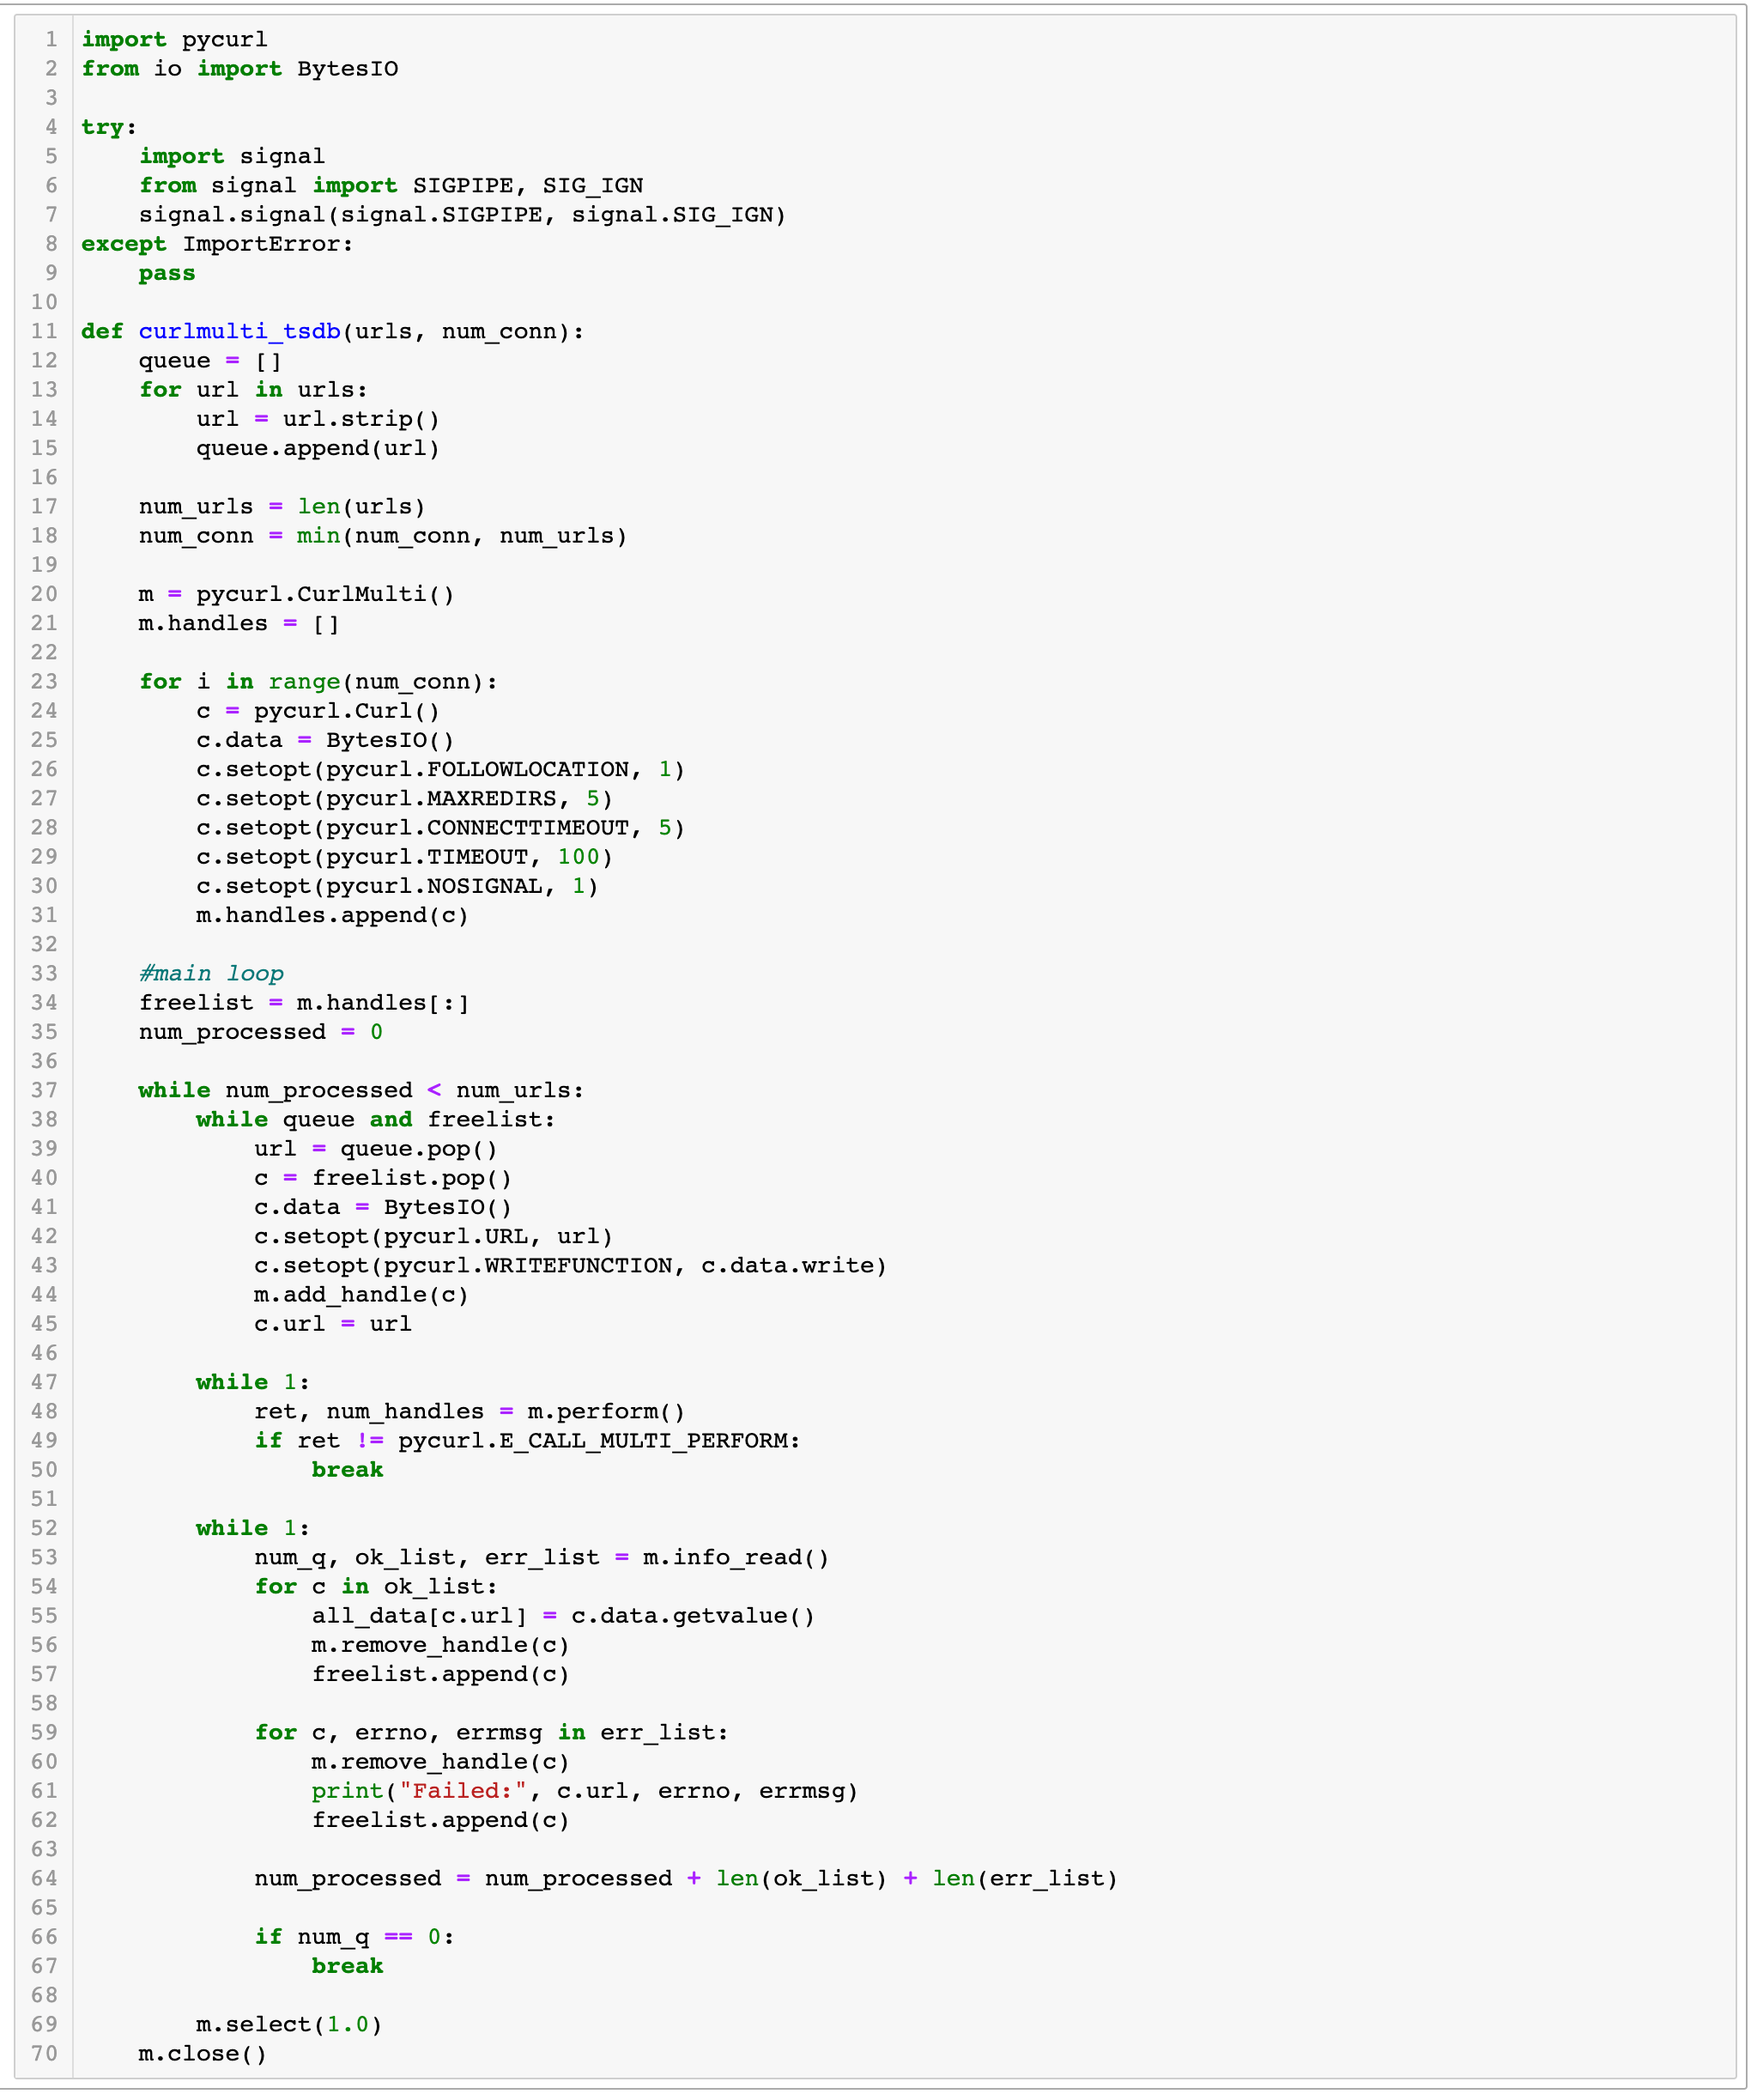 1 import pycurl
2 from io import BytesIO
3
4 try:
5     import signal
6     from signal import SIGPIPE, SIG_IGN
7     signal.signal(signal.SIGPIPE, signal.SIG_IGN)
8 except ImportError:
9     pass
10
11 def curlmulti_tsdb(urls, num_conn):
12     queue = []
13     for url in urls:
14         url = url.strip()
15         queue.append(url)
16
17     num_urls = len(urls)
18     num_conn = min(num_conn, num_urls)
19
20     m = pycurl.CurlMulti()
21     m.handles = []
22
23     for i in range(num_conn):
24         c = pycurl.Curl()
25         c.data = BytesIO()
26         c.setopt(pycurl.FOLLOWLOCATION, 1)
27         c.setopt(pycurl.MAXREDIRS, 5)
28         c.setopt(pycurl.CONNECTTIMEOUT, 5)
29         c.setopt(pycurl.TIMEOUT, 100)
30         c.setopt(pycurl.NOSIGNAL, 1)
31         m.handles.append(c)
32
33     #main loop
34     freelist = m.handles[:]
35     num_processed = 0
36
37     while num_processed < num_urls:
38         while queue and freelist:
39             url = queue.pop()
40             c = freelist.pop()
41             c.data = BytesIO()
42             c.setopt(pycurl.URL, url)
43             c.setopt(pycurl.WRITEFUNCTION, c.data.write)
44             m.add_handle(c)
45             c.url = url
46
47         while 1:
48             ret, num_handles = m.perform()
49             if ret != pycurl.E_CALL_MULTI_PERFORM:
50                 break
51
52         while 1:
53             num_q, ok_list, err_list = m.info_read()
54             for c in ok_list:
55                 all_data[c.url] = c.data.getvalue()
56                 m.remove_handle(c)
57                 freelist.append(c)
58
59             for c, errno, errmsg in err_list:
60                 m.remove_handle(c)
61                 print("Failed:", c.url, errno, errmsg)
62                 freelist.append(c)
63
64             num_processed = num_processed + len(ok_list) + len(err_list)
65
66             if num_q == 0:
67                 break
68
69         m.select(1.0)
70     m.close()